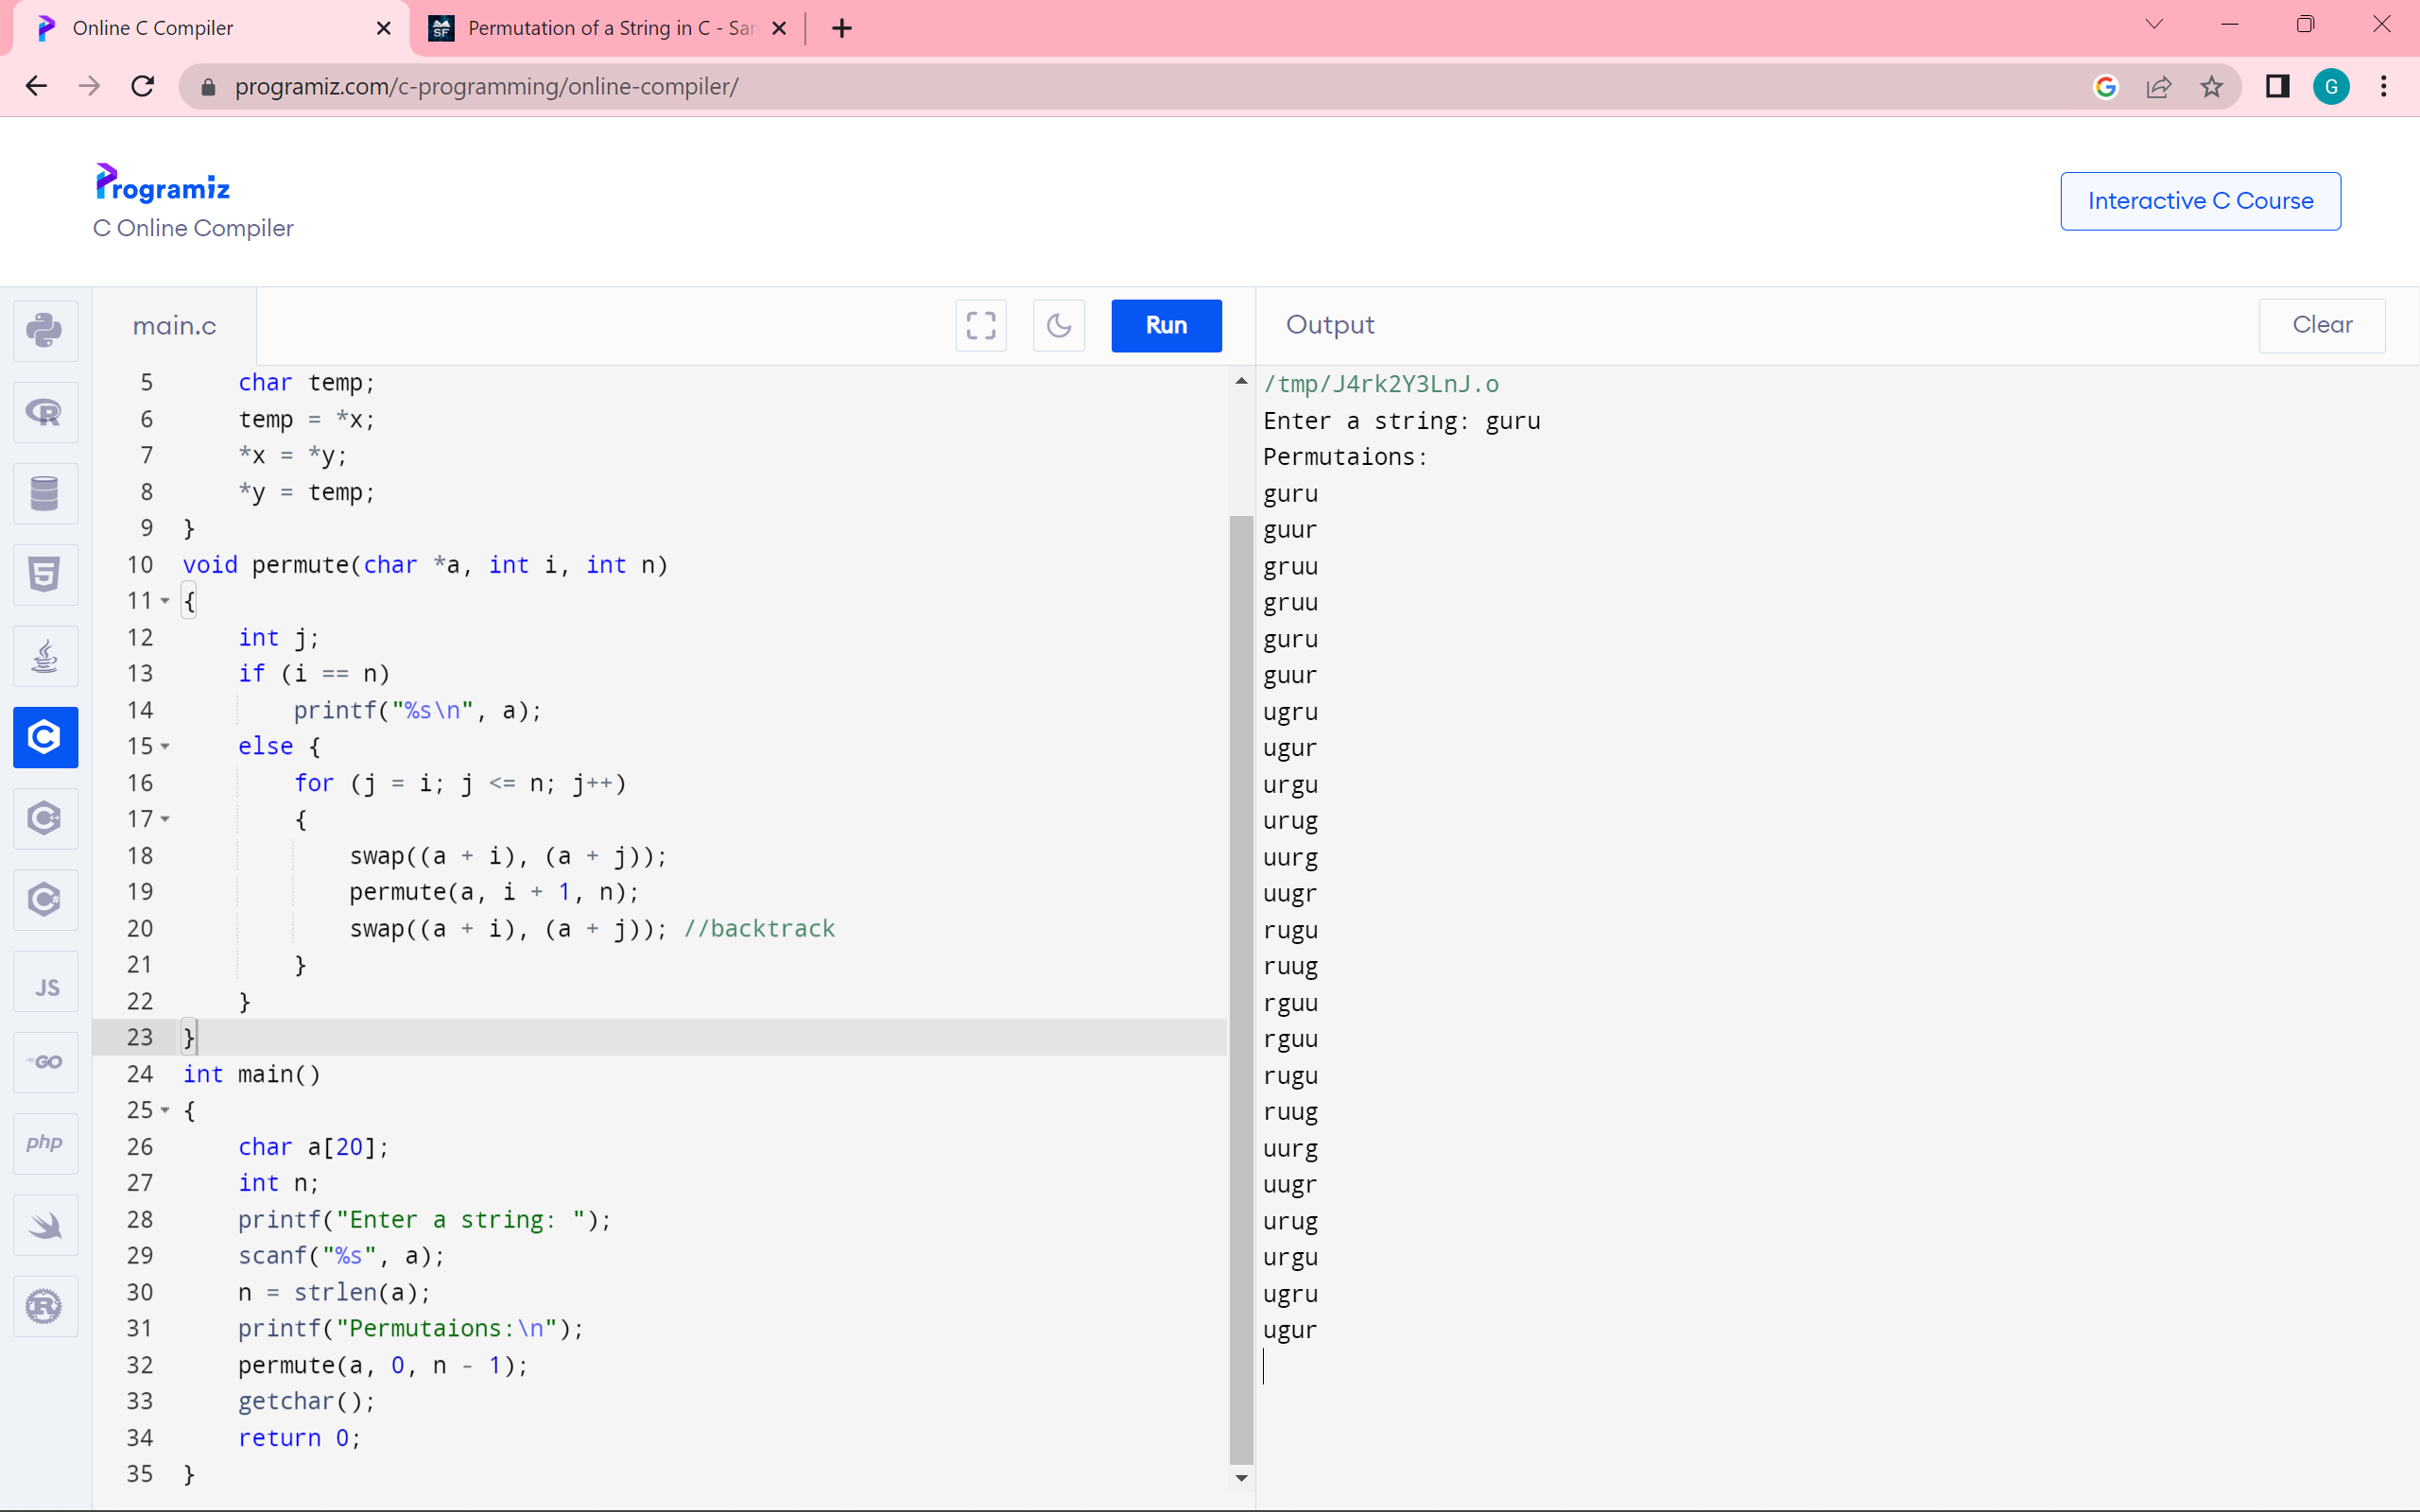 Online C Compiler
Permutation of a String in C - San
programiz.com/c-programming/online-compiler/
G
Programiz
C Online Compiler
Interactive C Course
main.c
Run
Output
Clear
5 char temp;
6 temp = *x;
7 *x = *y;
8 *y = temp;
9 }
10 void permute(char *a, int i, int n)
11 {
12 int j;
13 if (i == n)
14 printf("%s\n", a);
15 else {
16 for (j = i; j <= n; j++)
17 {
18 swap((a + i), (a + j));
19 permute(a, i + 1, n);
20 swap((a + i), (a + j)); //backtrack
21 }
22 }
23 }
24 int main()
25 {
26 char a[20];
27 int n;
28 printf("Enter a string: ");
29 scanf("%s", a);
30 n = strlen(a);
31 printf("Permutaions:\n");
32 permute(a, 0, n - 1);
33 getchar();
34 return 0;
35 }
/tmp/J4rk2Y3LnJ.o
Enter a string: guru
Permutaions:
guru
guur
gruu
gruu
guru
guur
ugru
ugur
urgu
urug
uurg
uugr
rugu
ruug
rguu
rguu
rugu
ruug
uurg
uugr
urug
urgu
ugru
ugur
R
5
C
C++
C#
JS
GO
php
R
SF